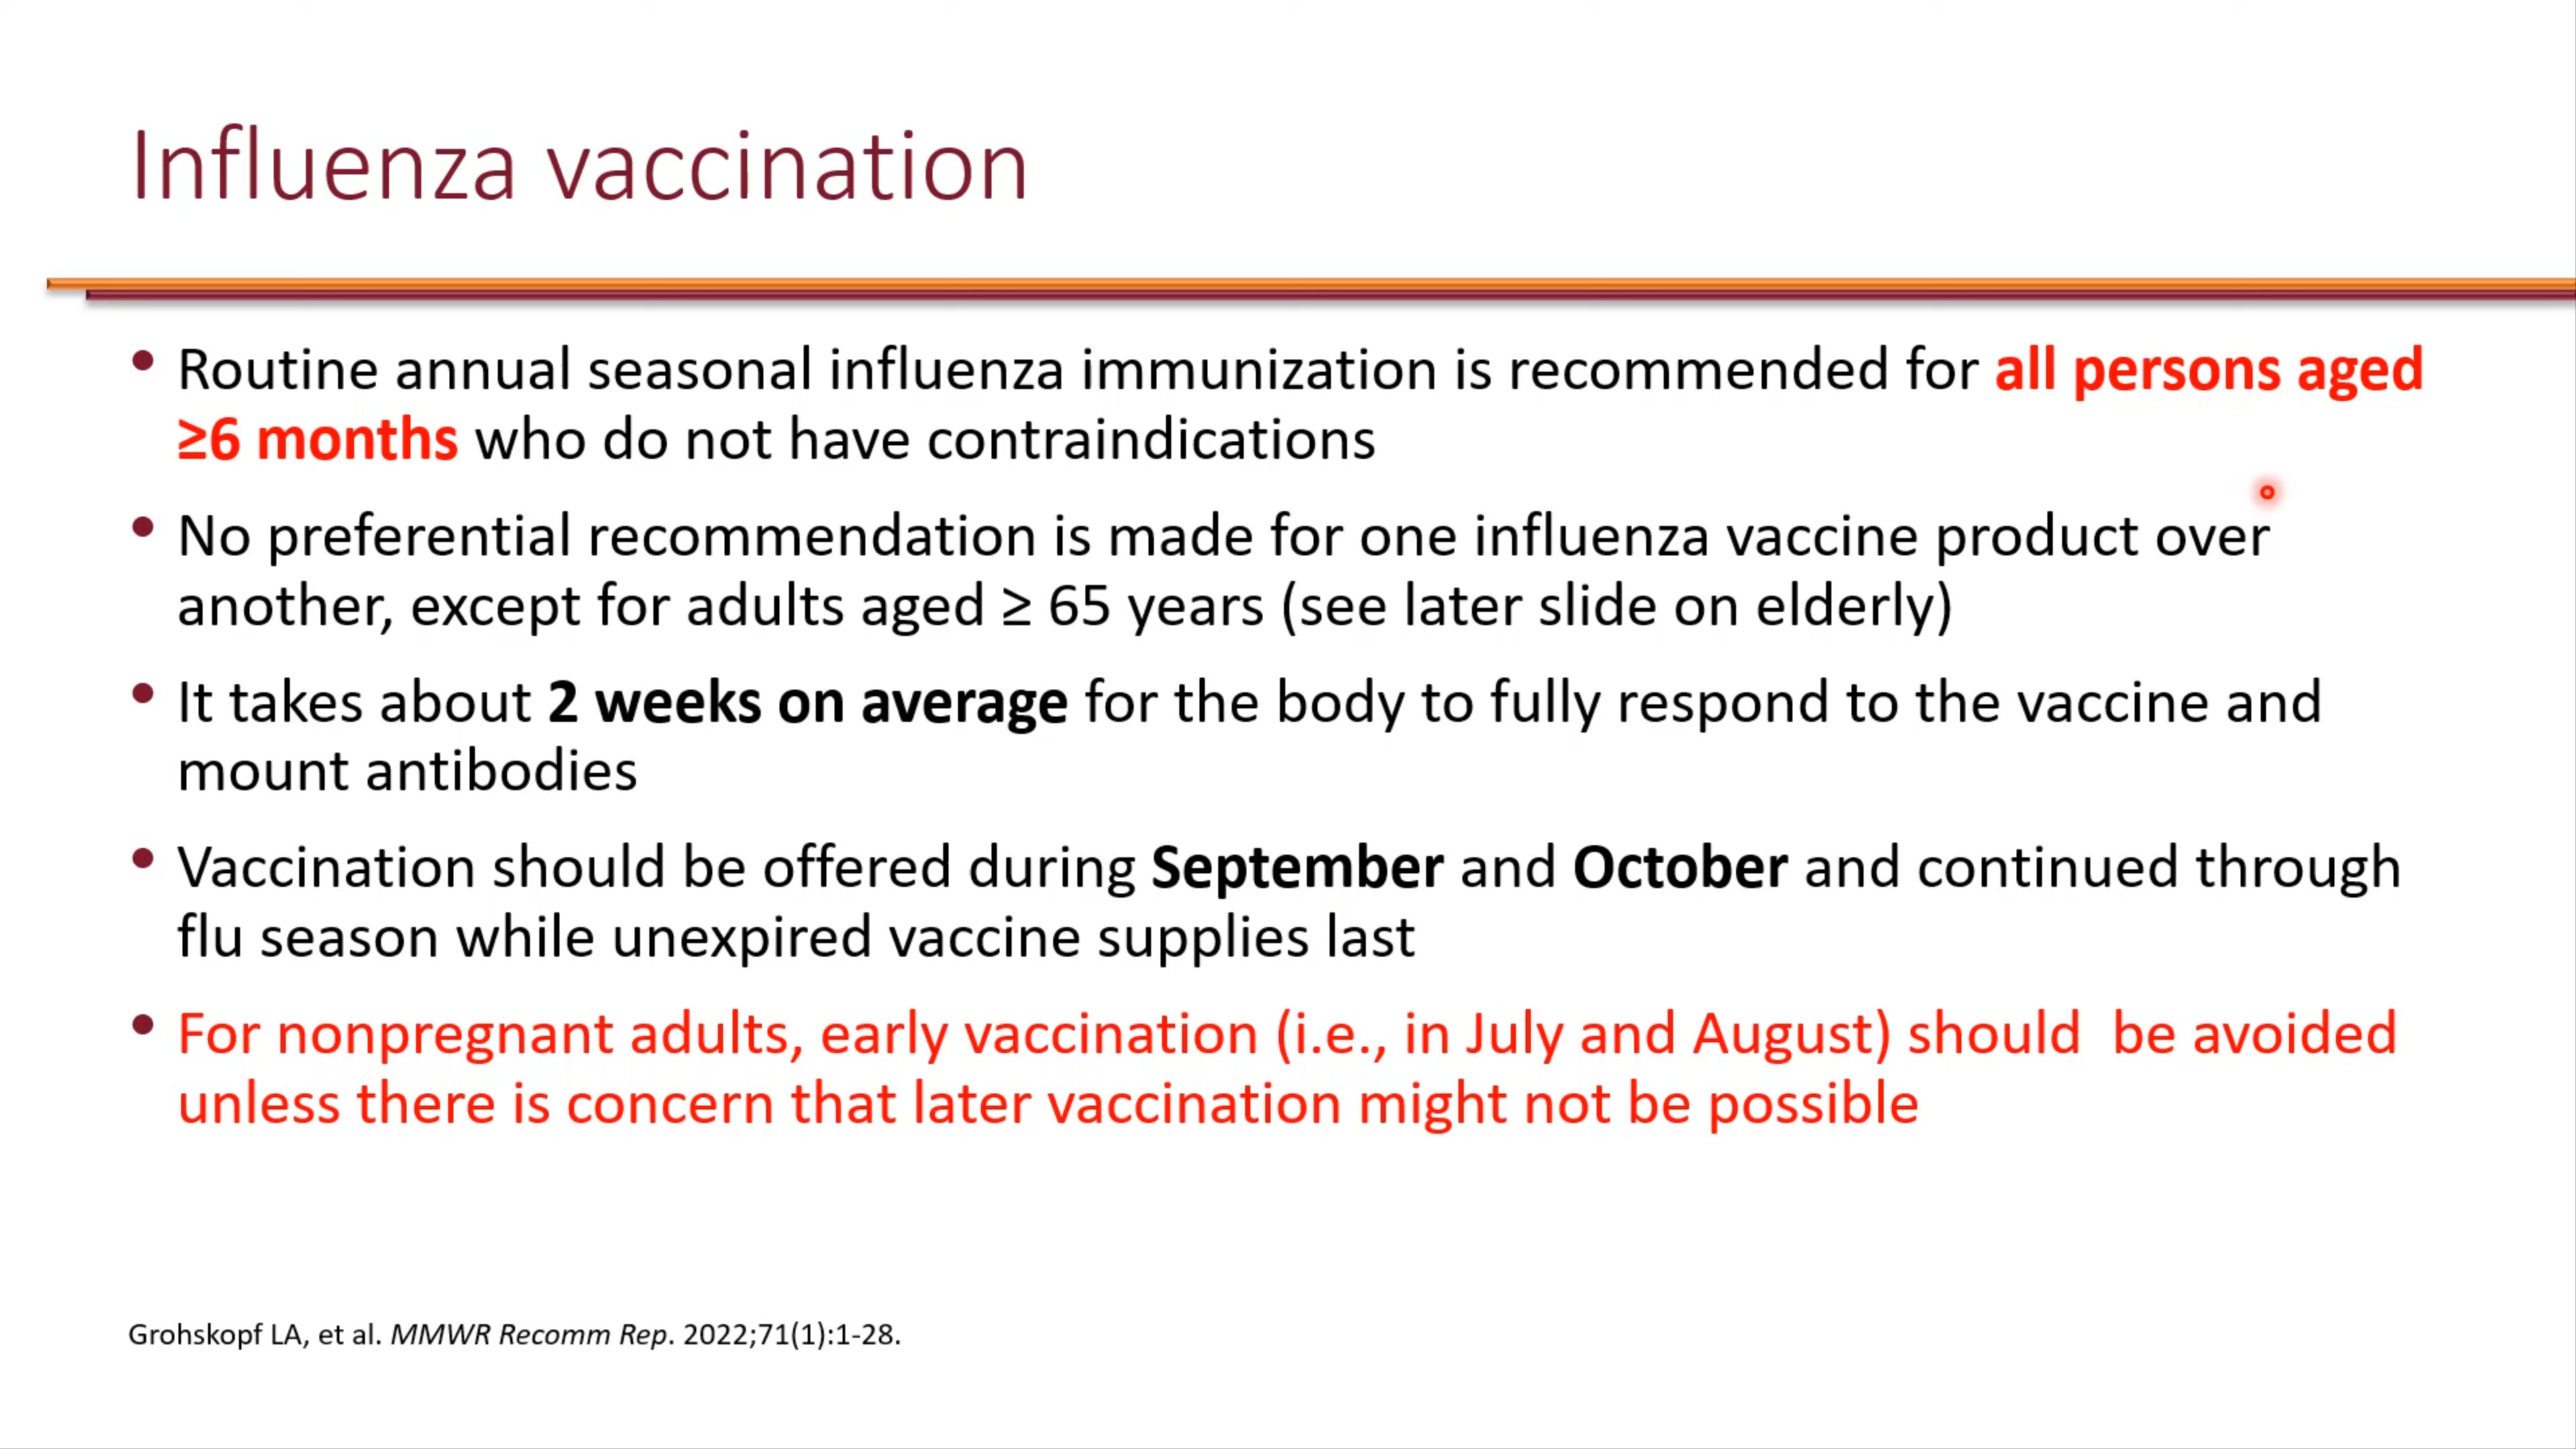 Influenza vaccination
• Routine annual seasonal influenza immunization is recommended for all persons aged
≥6 months who do not have contraindications
• No preferential recommendation is made for one influenza vaccine product over
another, except for adults aged ≥ 65 years (see later slide on elderly)
• It takes about 2 weeks on average for the body to fully respond to the vaccine and
mount antibodies
• Vaccination should be offered during September and October and continued through
flu season while unexpired vaccine supplies last
• For nonpregnant adults, early vaccination (i.e., in July and August) should  be avoided
unless there is concern that later vaccination might not be possible
Grohskopf LA, et al. MMWR Recomm Rep. 2022;71(1):1-28.